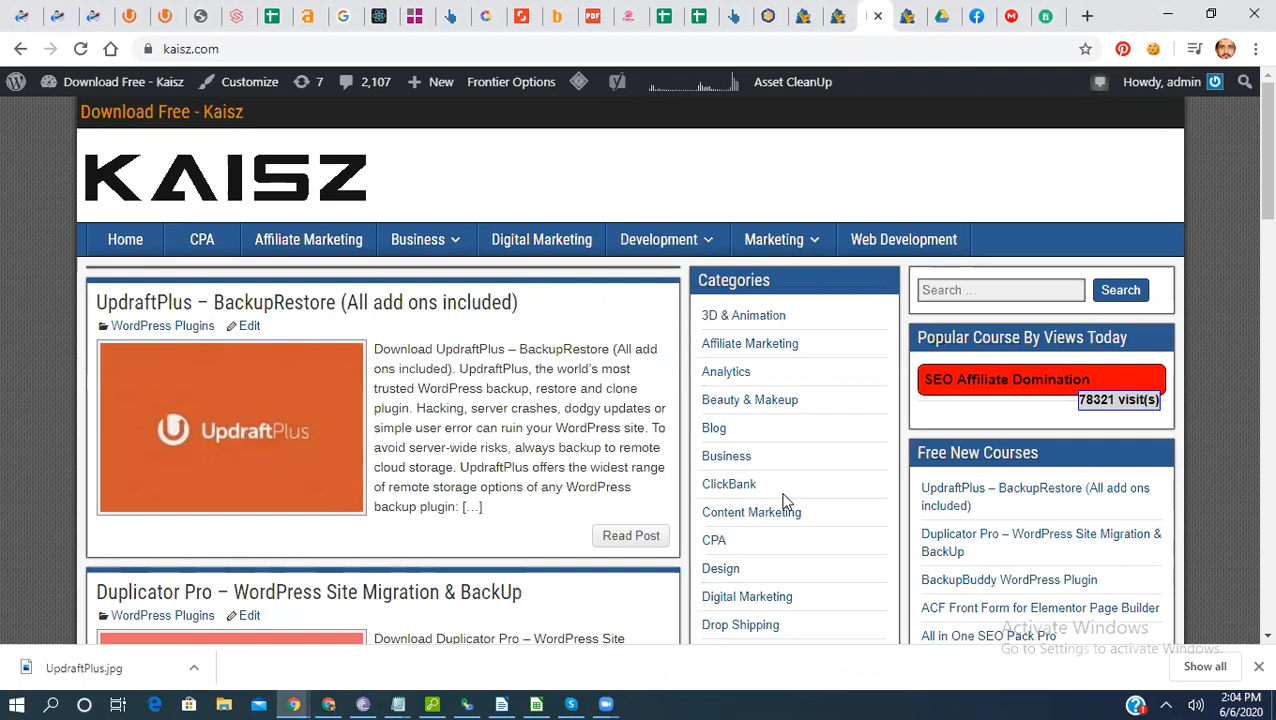 kaisz.com
Download Free - Kaisz
Customize
7
2,107
New
Frontier Options
Asset CleanUp
Howdy, admin
Download Free - Kaisz
KAISZ
Home
CPA
Affiliate Marketing
Business
Digital Marketing
Development
Marketing
Web Development
UpdraftPlus – BackupRestore (All add ons included)
WordPress Plugins
Edit
UpdraftPlus
Download UpdraftPlus – BackupRestore (All add
ons included). UpdraftPlus, the world's most
trusted WordPress backup, restore and clone
plugin. Hacking, server crashes, dodgy updates or
simple user error can ruin your WordPress site. To
avoid server-wide risks, always backup to remote
cloud storage. UpdraftPlus offers the widest range
of remote storage options of any WordPress
backup plugin: […]
Read Post
Duplicator Pro – WordPress Site Migration & BackUp
WordPress Plugins
Edit
Download Duplicator Pro – WordPress Site
Categories
3D & Animation
Affiliate Marketing
Analytics
Beauty & Makeup
Blog
Business
ClickBank
Content Marketing
CPA
Design
Digital Marketing
Drop Shipping
Search …
Search
Popular Course By Views Today
SEO Affiliate Domination
78321 visit(s)
Free New Courses
UpdraftPlus – BackupRestore (All add ons
included)
Duplicator Pro – WordPress Site Migration &
BackUp
BackupBuddy WordPress Plugin
ACF Front Form for Elementor Page Builder
All in One SEO Pack Pro
Activate Windows
Go to Settings to activate Windows.
UpdraftPlus.jpg
Show all
2:04 PM
6/6/2020